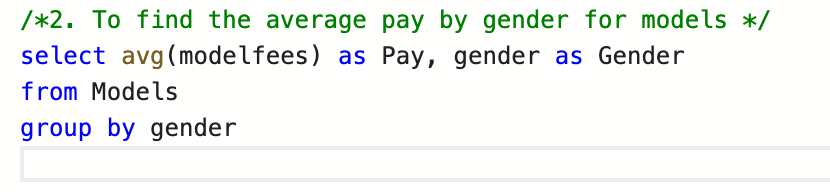 /*2. To find the average pay by gender for models */
select avg(modelfees) as Pay, gender as Gender
from Models
group by gender